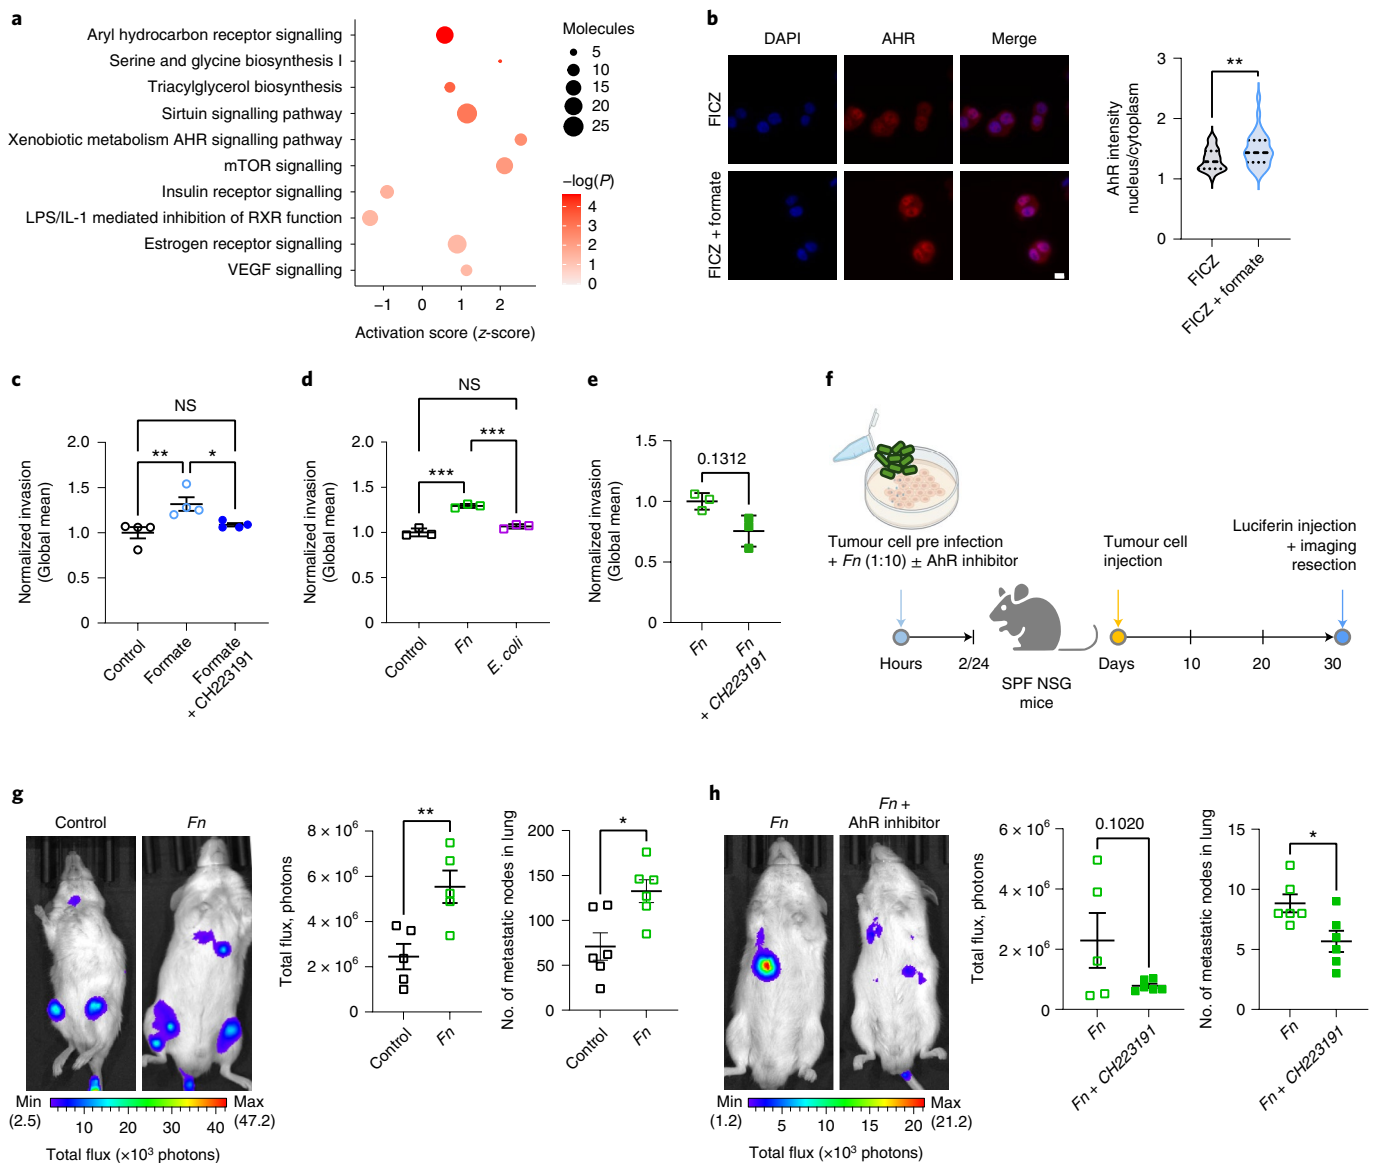 a
Aryl hydrocarbon receptor signalling
Serine and glycine biosynthesis I
Triacylglycerol biosynthesis
Sirtuin signalling pathway
Xenobiotic metabolism AHR signalling pathway
mTOR signalling
Insulin receptor signalling
LPS/IL-1 mediated inhibition of RXR function
Estrogen receptor signalling
VEGF signalling
−1 0 1 2
Activation score (z-score)
Molecules
5
10
15
20
25
−log(P)
4
3
2
1
0
b
DAPI AHR Merge
FICZ
FICZ + formate
AhR intensity
nucleus/cytoplasm
3
2
1
0
**
FICZ
FICZ + formate
c
Normalized invasion
(Global mean)
2.0
1.5
1.0
0.5
0
NS
** *
Control
Formate
Formate
+ CH223191
d
Normalized invasion
(Global mean)
2.0
1.5
1.0
0.5
0
NS
***
***
Control
Fn
E. coli
e
Normalized invasion
(Global mean)
1.5
1.0
0.5
0
0.1312
Fn
Fn
+ CH223191
f
Tumour cell pre infection
+ Fn (1:10) ± AhR inhibitor
Tumour cell
injection
Luciferin injection
+ imaging
resection
Hours 2/24
SPF NSG
mice
Days 10 20 30
g
Control Fn
Min
(2.5)
10 20 30 40
Max
(47.2)
Total flux (×10³ photons)
Total flux, photons
8 × 10⁶
6 × 10⁶
4 × 10⁶
2 × 10⁶
0
**
Control
Fn
No. of metastatic nodes in lung
200
150
100
50
0
*
Control
Fn
h
Fn
Fn +
AhR inhibitor
Min
(1.2)
5 10 15 20
Max
(21.2)
Total flux (×10³ photons)
Total flux, photons
6 × 10⁶
4 × 10⁶
2 × 10⁶
0
0.1020
Fn
Fn + CH223191
No. of metastatic nodes in lung
15
10
5
0
*
Fn
Fn + CH223191